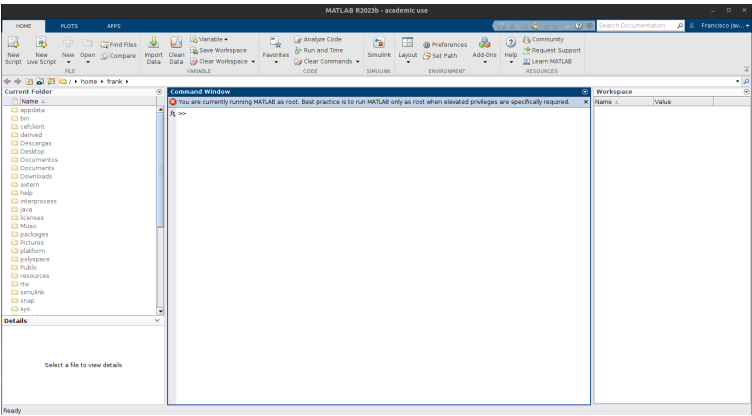 MATLAB R2023b - academic use
HOME PLOTS APPS
Search Documentation
Francisco Jav...
New Script
New Live Script
New
Open
Find Files
Compare
Import Data
Clean Data
Variable
Save Workspace
Clear Workspace
Favorites
Analyze Code
Run and Time
Clear Commands
Simulink
Layout
Preferences
Set Path
Add-Ons
Help
Community
Request Support
Learn MATLAB
FILE VARIABLE CODE SIMULINK ENVIRONMENT RESOURCES
/ home frank
Current Folder
Name
appdata
bin
cefclient
derived
Descargas
Desktop
Documentos
Documents
Downloads
extern
help
interprocess
java
licenses
Music
packages
Pictures
platform
polyspace
Public
resources
rtw
simulink
snap
sys
Details
Select a file to view details
Command Window
You are currently running MATLAB as root. Best practice is to run MATLAB only as root when elevated privileges are specifically required.
fx >>
Workspace
Name Value
Ready